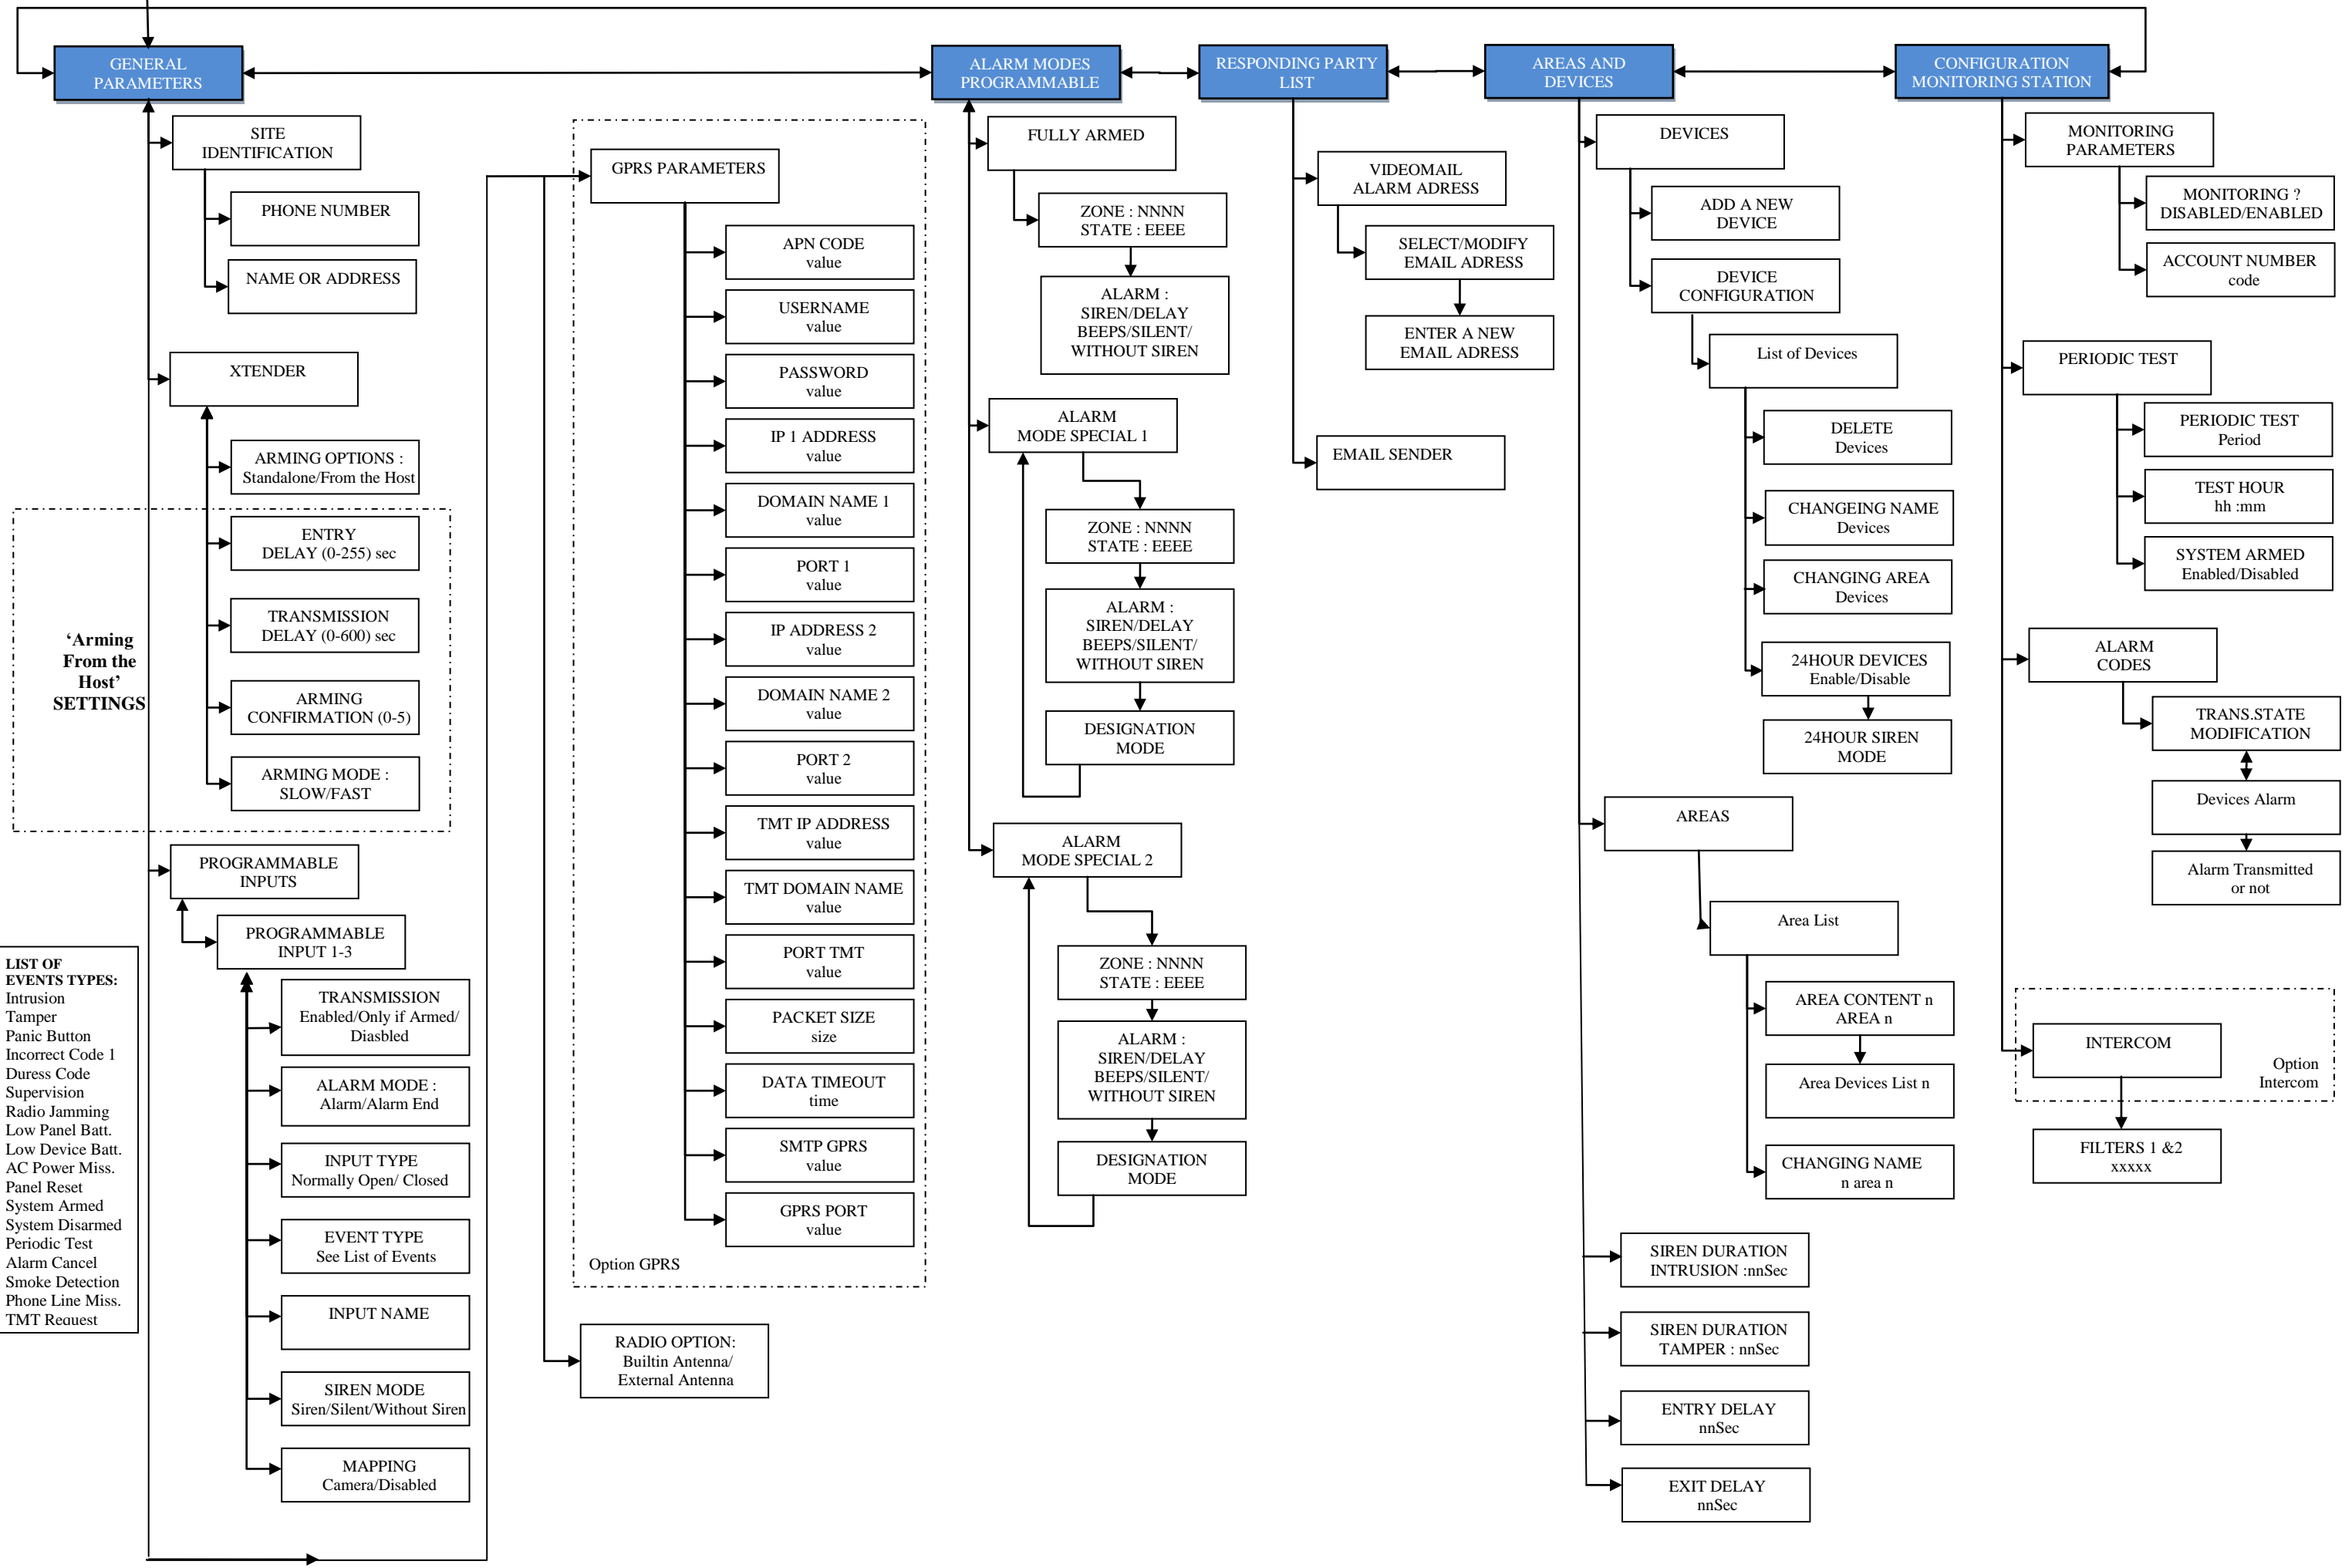 GENERAL
PARAMETERS
ALARM MODES
PROGRAMMABLE
RESPONDING PARTY
LIST
AREAS AND
DEVICES
CONFIGURATION
MONITORING STATION
SITE
IDENTIFICATION
PHONE NUMBER
NAME OR ADDRESS
XTENDER
ARMING OPTIONS :
Standalone/From the Host
‘Arming
From the
Host’
SETTINGS
ENTRY
DELAY (0-255) sec
TRANSMISSION
DELAY (0-600) sec
ARMING
CONFIRMATION (0-5)
ARMING MODE :
SLOW/FAST
PROGRAMMABLE
INPUTS
PROGRAMMABLE
INPUT 1-3
LIST OF
EVENTS TYPES:
Intrusion
Tamper
Panic Button
Incorrect Code 1
Duress Code
Supervision
Radio Jamming
Low Panel Batt.
Low Device Batt.
AC Power Miss.
Panel Reset
System Armed
System Disarmed
Periodic Test
Alarm Cancel
Smoke Detection
Phone Line Miss.
TMT Request
TRANSMISSION
Enabled/Only if Armed/
Diasbled
ALARM MODE :
Alarm/Alarm End
INPUT TYPE
Normally Open/ Closed
EVENT TYPE
See List of Events
INPUT NAME
SIREN MODE
Siren/Silent/Without Siren
MAPPING
Camera/Disabled
GPRS PARAMETERS
APN CODE
value
USERNAME
value
PASSWORD
value
IP 1 ADDRESS
value
DOMAIN NAME 1
value
PORT 1
value
IP ADDRESS 2
value
DOMAIN NAME 2
value
PORT 2
value
TMT IP ADDRESS
value
TMT DOMAIN NAME
value
PORT TMT
value
PACKET SIZE
size
DATA TIMEOUT
time
SMTP GPRS
value
GPRS PORT
value
Option GPRS
RADIO OPTION:
Builtin Antenna/
External Antenna
FULLY ARMED
ZONE : NNNN
STATE : EEEE
ALARM :
SIREN/DELAY
BEEPS/SILENT/
WITHOUT SIREN
ALARM
MODE SPECIAL 1
ZONE : NNNN
STATE : EEEE
ALARM :
SIREN/DELAY
BEEPS/SILENT/
WITHOUT SIREN
DESIGNATION
MODE
ALARM
MODE SPECIAL 2
ZONE : NNNN
STATE : EEEE
ALARM :
SIREN/DELAY
BEEPS/SILENT/
WITHOUT SIREN
DESIGNATION
MODE
VIDEOMAIL
ALARM ADRESS
SELECT/MODIFY
EMAIL ADRESS
ENTER A NEW
EMAIL ADRESS
EMAIL SENDER
DEVICES
ADD A NEW
DEVICE
DEVICE
CONFIGURATION
List of Devices
DELETE
Devices
CHANGEING NAME
Devices
CHANGING AREA
Devices
24HOUR DEVICES
Enable/Disable
24HOUR SIREN
MODE
AREAS
Area List
AREA CONTENT n
AREA n
Area Devices List n
CHANGING NAME
n area n
SIREN DURATION
INTRUSION :nnSec
SIREN DURATION
TAMPER : nnSec
ENTRY DELAY
nnSec
EXIT DELAY
nnSec
MONITORING
PARAMETERS
MONITORING ?
DISABLED/ENABLED
ACCOUNT NUMBER
code
PERIODIC TEST
PERIODIC TEST
Period
TEST HOUR
hh :mm
SYSTEM ARMED
Enabled/Disabled
ALARM
CODES
TRANS.STATE
MODIFICATION
Devices Alarm
Alarm Transmitted
or not
INTERCOM
Option
Intercom
FILTERS 1 &2
xxxxx